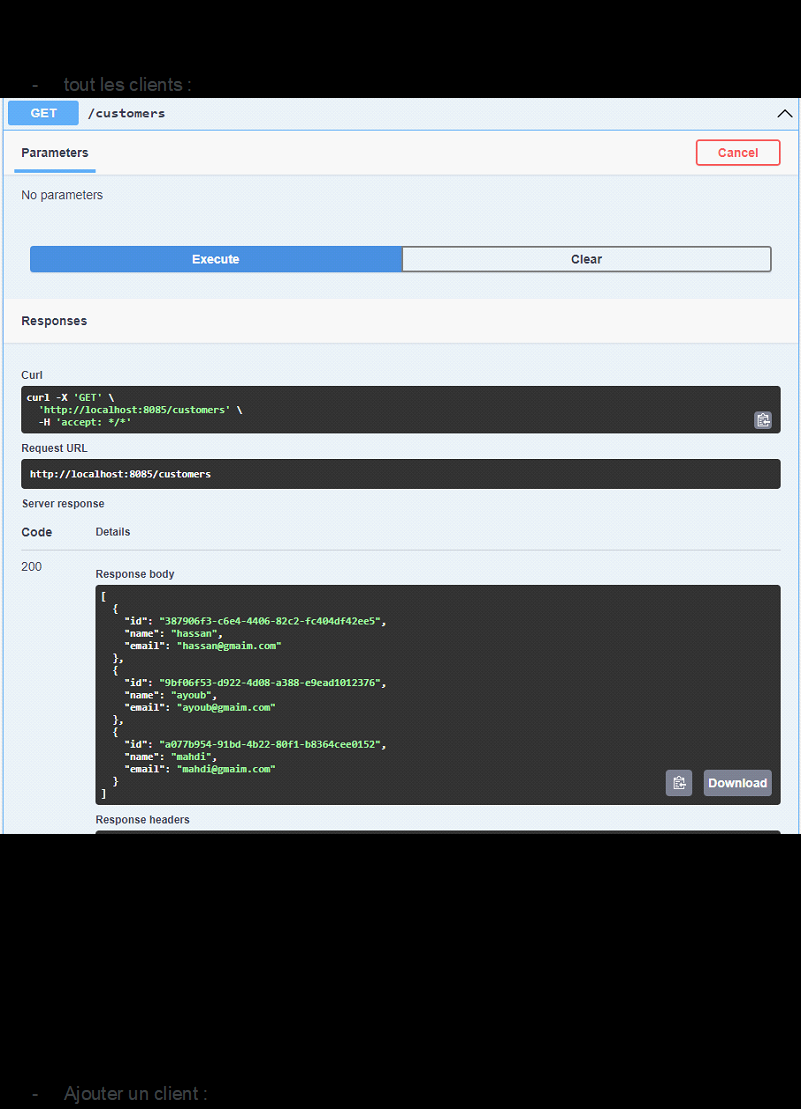 - tout les clients :
GET /customers
Parameters
Cancel
No parameters
Execute
Clear
Responses
Curl
curl -X 'GET' \
'http://localhost:8085/customers' \
-H 'accept: */*'
Request URL
http://localhost:8085/customers
Server response
Code Details
200
Response body
[
{
"id": "387906f3-c6e4-4406-82c2-fc404df42ee5",
"name": "hassan",
"email": "hassan@gmaim.com"
},
{
"id": "9bf06f53-d922-4d08-a388-e9ead1012376",
"name": "ayoub",
"email": "ayoub@gmaim.com"
},
{
"id": "a077b954-91bd-4b22-80f1-b8364cee0152",
"name": "mahdi",
"email": "mahdi@gmaim.com"
}
]
Download
Response headers
- Ajouter un client :